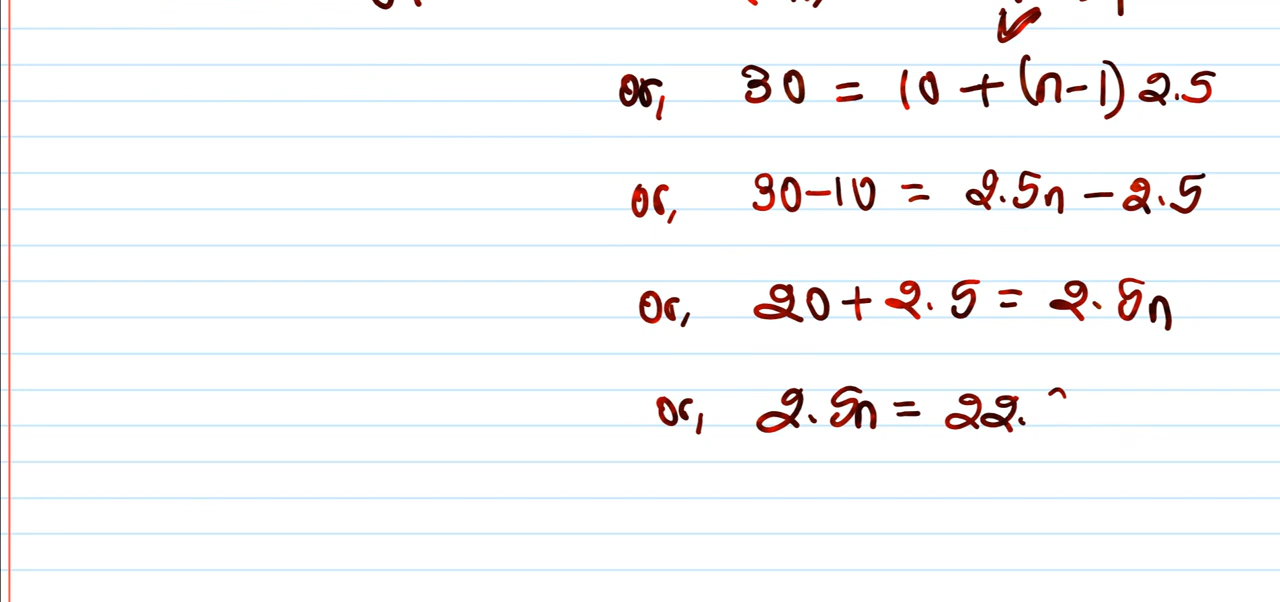 or, 30 = 10 + (n-1) 2.5
or, 30-10 = 2.5n - 2.5
or, 20 + 2.5 = 2.5n
or, 2.5n = 22.